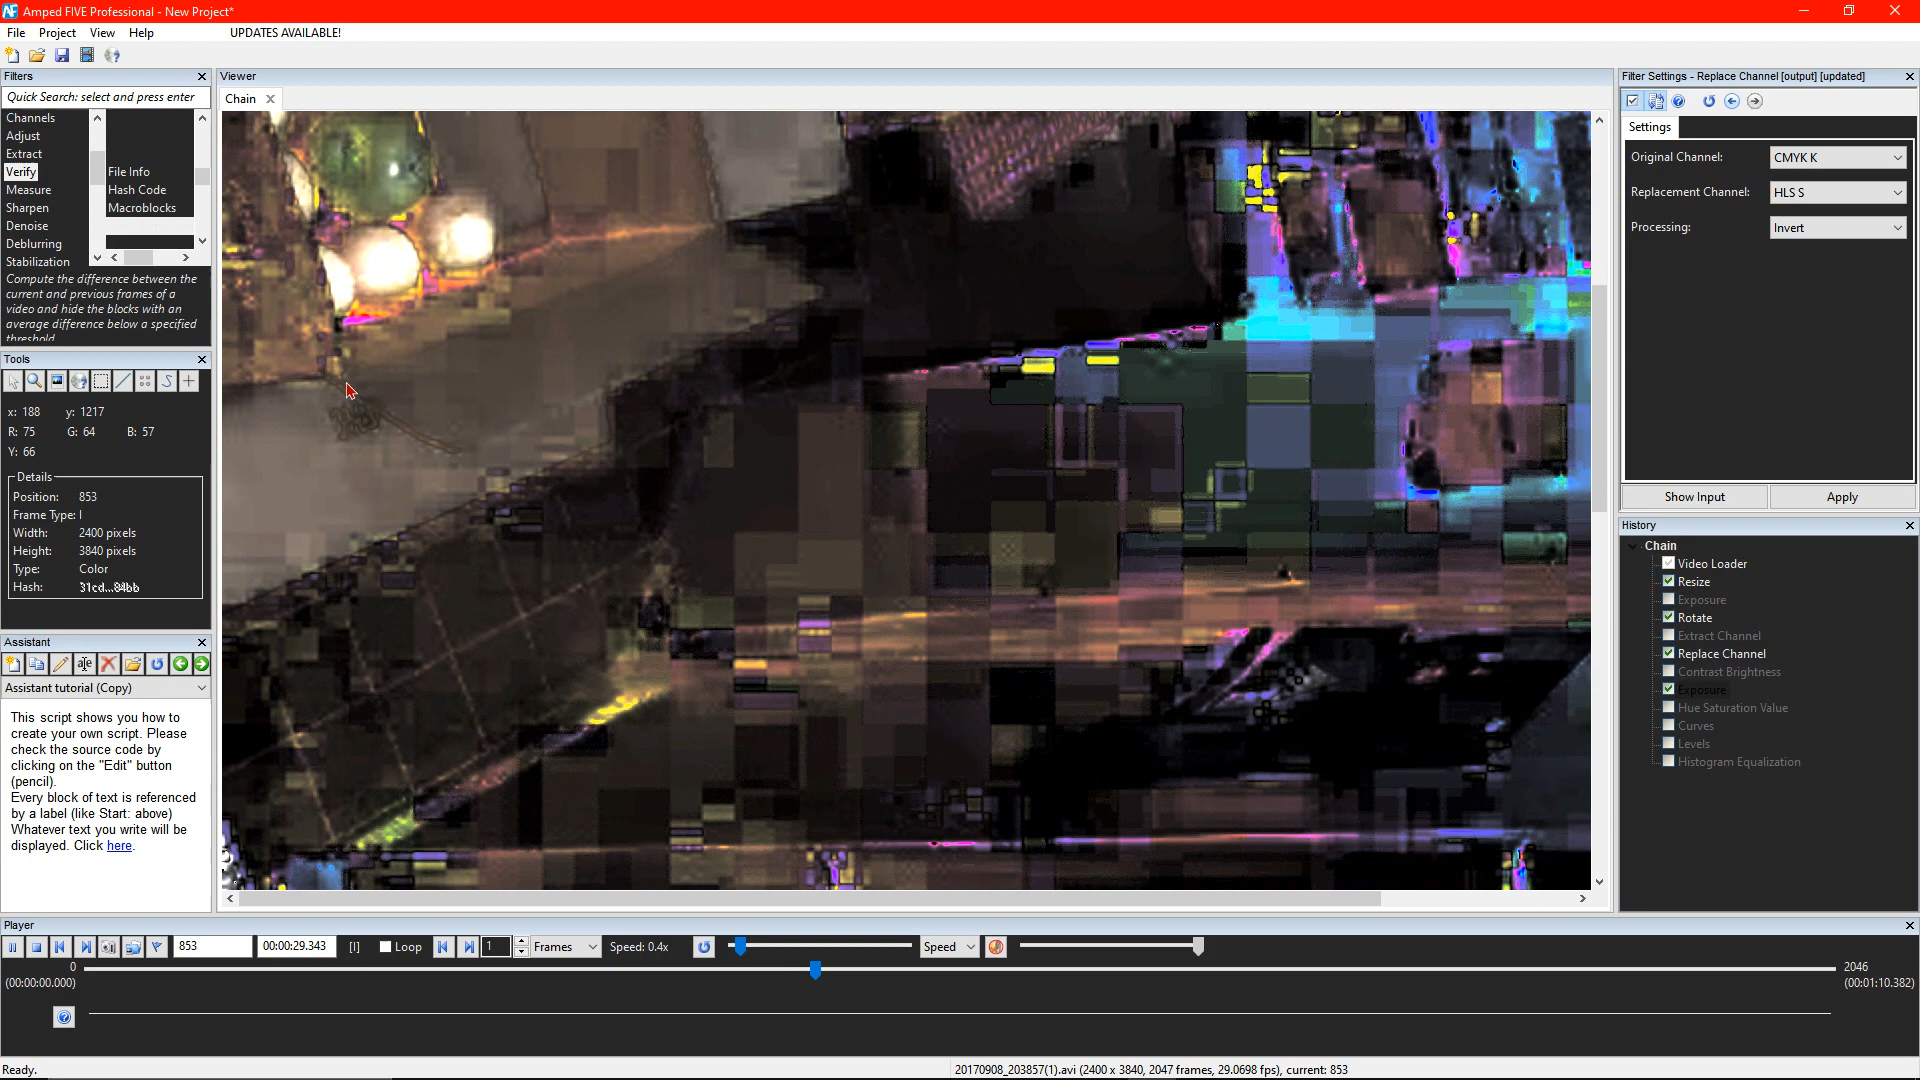 Amped FIVE Professional - New Project*
File Project View Help UPDATES AVAILABLE!
Filters
Quick Search: select and press enter
Channels
Adjust
Extract
Verify
Measure
Sharpen
Denoise
Deblurring
Stabilization
File Info
Hash Code
Macroblocks
Compute the difference between the
current and previous frames of a
video and hide the blocks with an
average difference below a specified
threshold
Tools
x: 188 y: 1217
R: 75 G: 64 B: 57
Y: 66
Details
Position: 853
Frame Type: I
Width: 2400 pixels
Height: 3840 pixels
Type: Color
Hash: 31cd...84bb
Assistant
Assistant tutorial (Copy)
This script shows you how to
create your own script. Please
check the source code by
clicking on the "Edit" button
(pencil).
Every block of text is referenced
by a label (like Start: above)
Whatever text you write will be
displayed. Click here.
Viewer
Chain
Filter Settings - Replace Channel [output] [updated]
Settings
Original Channel: CMYK K
Replacement Channel: HLS S
Processing: Invert
Show Input Apply
History
Chain
Video Loader
Resize
Exposure
Rotate
Extract Channel
Replace Channel
Contrast Brightness
Exposure
Hue Saturation Value
Curves
Levels
Histogram Equalization
Player
853 00:00:29.343 [I] Loop 1 Frames Speed: 0.4x Speed
0 2046
(00:00:00.000) (00:01:10.382)
Ready. 20170908_203857(1).avi (2400 x 3840, 2047 frames, 29.0698 fps), current: 853